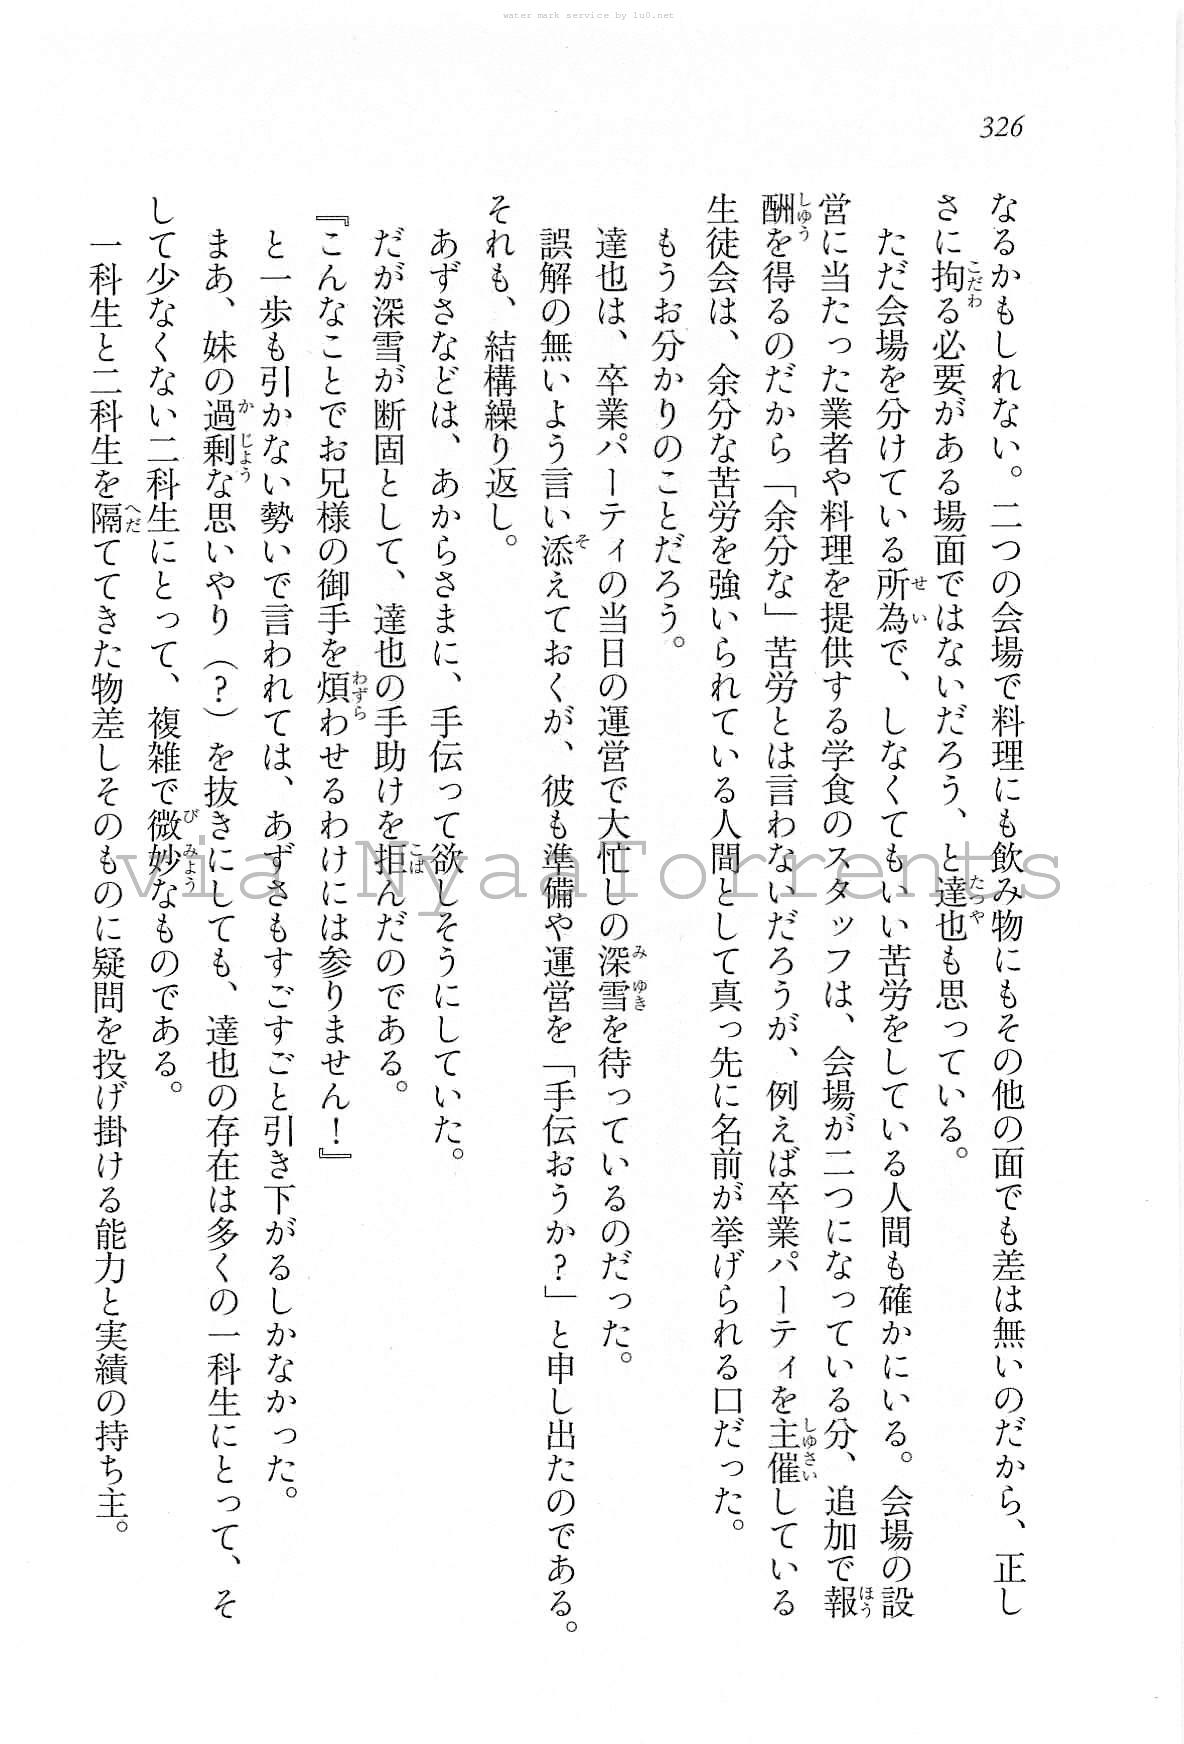 water mark service by lu0.net
326
なるかもしれない。二つの会場で料理にも飲み物にもその他の面でも差は無いのだから、正し
さに拘る必要がある場面ではないだろう、と達也も思っている。
ただ会場を分けている所為で、しなくてもいい苦労をしている人間も確かにいる。会場の設
営に当たった業者や料理を提供する学食のスタッフは、会場が二つになっている分、追加で報
酬を得るのだから「余分な」苦労とは言わないだろうが、例えば卒業パーティを主催している
生徒会は、余分な苦労を強いられている人間として真っ先に名前が挙げられる口だった。
もうお分かりのことだろう。
達也は、卒業パーティの当日の運営で大忙しの深雪を待っているのだった。
誤解の無いよう言い添えておくが、彼も準備や運営を「手伝おうか?」と申し出たのである。
それも、結構繰り返し。
あずさなどは、あからさまに、手伝って欲しそうにしていた。
だが深雪が断固として、達也の手助けを拒んだのである。
『こんなことでお兄様の御手を煩わせるわけには参りません!』
と一歩も引かない勢いで言われては、あずさもすごすごと引き下がるしかなかった。
まあ、妹の過剰な思いやり(?)を抜きにしても、達也の存在は多くの一科生にとって、そ
して少なくない二科生にとって、複雑で微妙なものである。
一科生と二科生を隔ててきた物差しそのものに疑問を投げ掛ける能力と実績の持ち主。
via NyaaTorrents